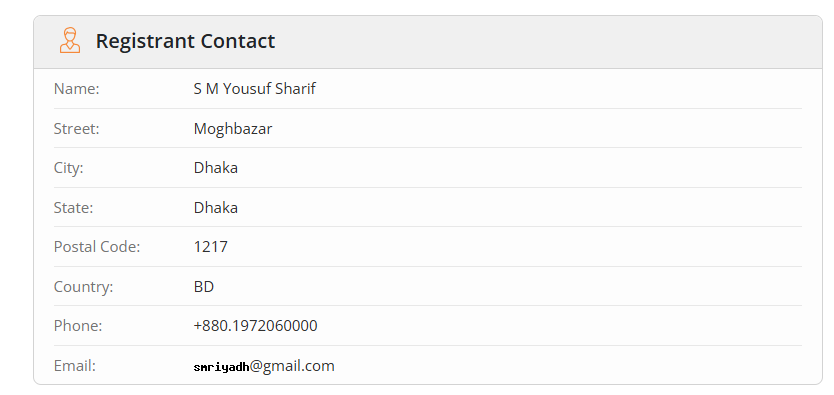 Registrant Contact
Name: S M Yousuf Sharif
Street: Moghbazar
City: Dhaka
State: Dhaka
Postal Code: 1217
Country: BD
Phone: +880.1972060000
Email: smriyadh@gmail.com